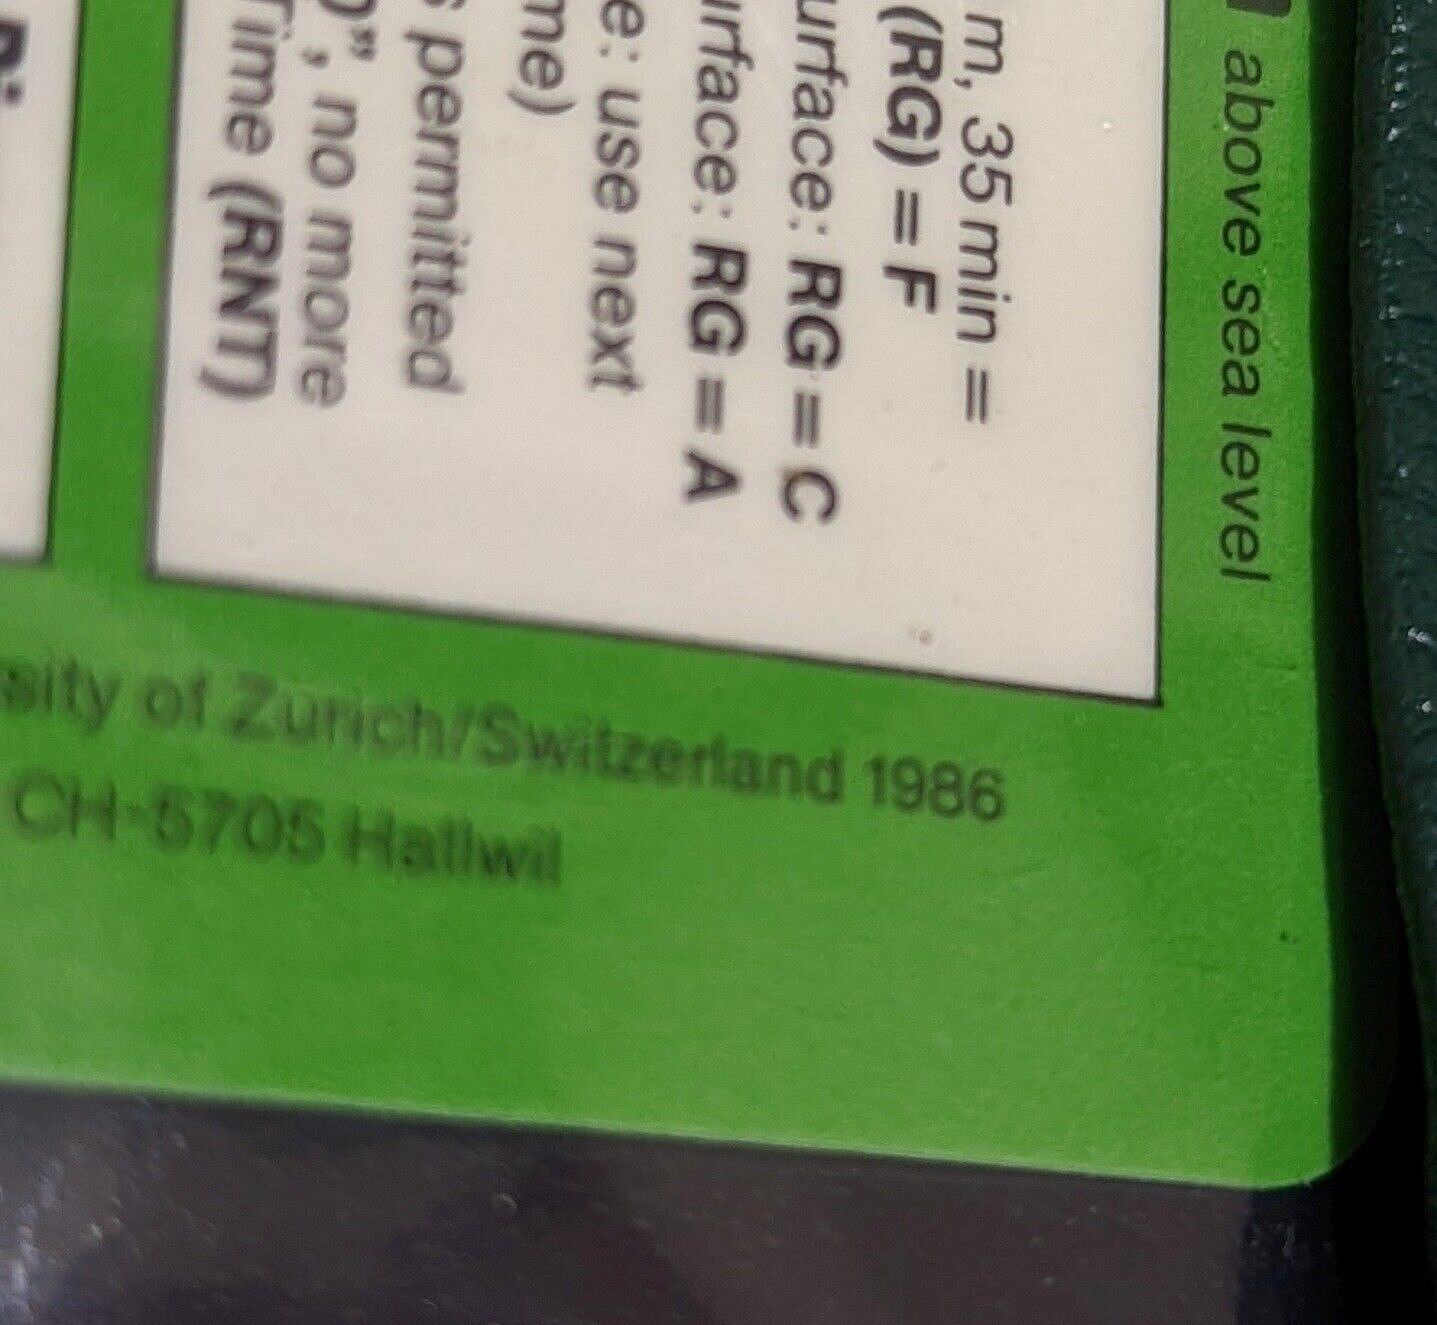 above sea level
m, 35 min =
(RG) = F
urface: RG = C
urface: RG = A
e: use next
me)
s permitted
0", no more
Time (RNT)
sity of Zurich/Switzerland 1986
CH-5705 Hallwil